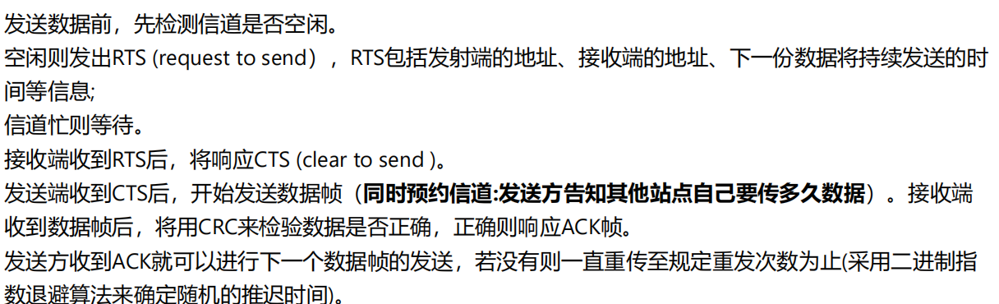 发送数据前，先检测信道是否空闲。
空闲则发出RTS (request to send），RTS包括发射端的地址、接收端的地址、下一份数据将持续发送的时
间等信息;
信道忙则等待。
接收端收到RTS后，将响应CTS (clear to send )。
发送端收到CTS后，开始发送数据帧（同时预约信道:发送方告知其他站点自己要传多久数据）。接收端
收到数据帧后，将用CRC来检验数据是否正确，正确则响应ACK帧。
发送方收到ACK就可以进行下一个数据帧的发送，若没有则一直重传至规定重发次数为止(采用二进制指
数退避算法来确定随机的推迟时间)。